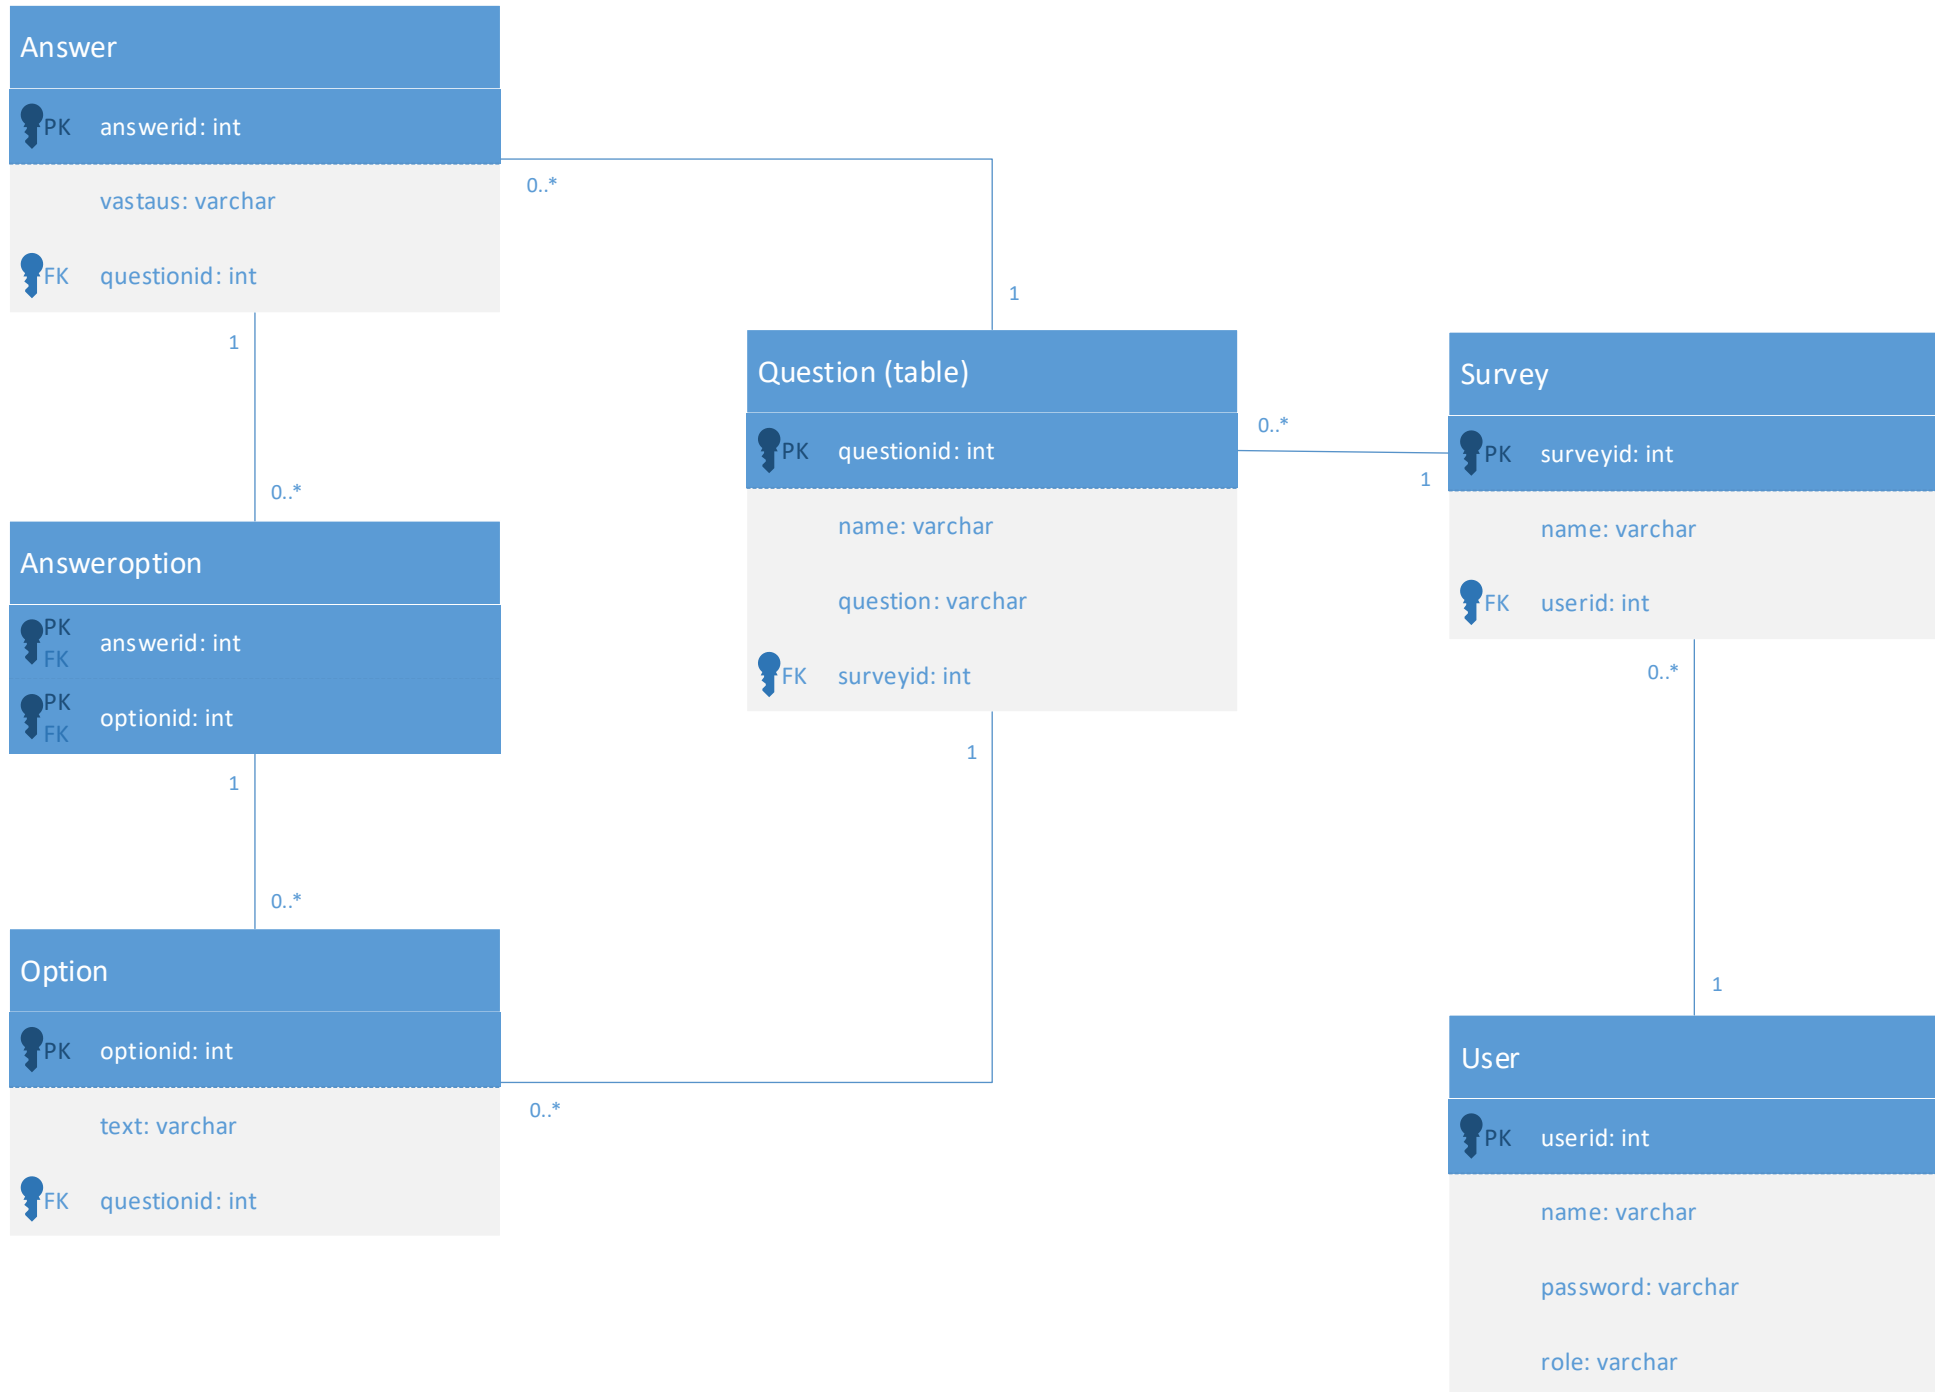 Answer
PK answerid: int
vastaus: varchar
FK questionid: int
0..*
1
1
0..*
Question (table)
PK questionid: int
name: varchar
question: varchar
FK surveyid: int
0..*
1
1
Survey
PK surveyid: int
name: varchar
FK userid: int
0..*
1
Answeroption
PK
FK
answerid: int
PK
FK
optionid: int
1
0..*
Option
PK optionid: int
text: varchar
FK questionid: int
0..*
User
PK userid: int
name: varchar
password: varchar
role: varchar